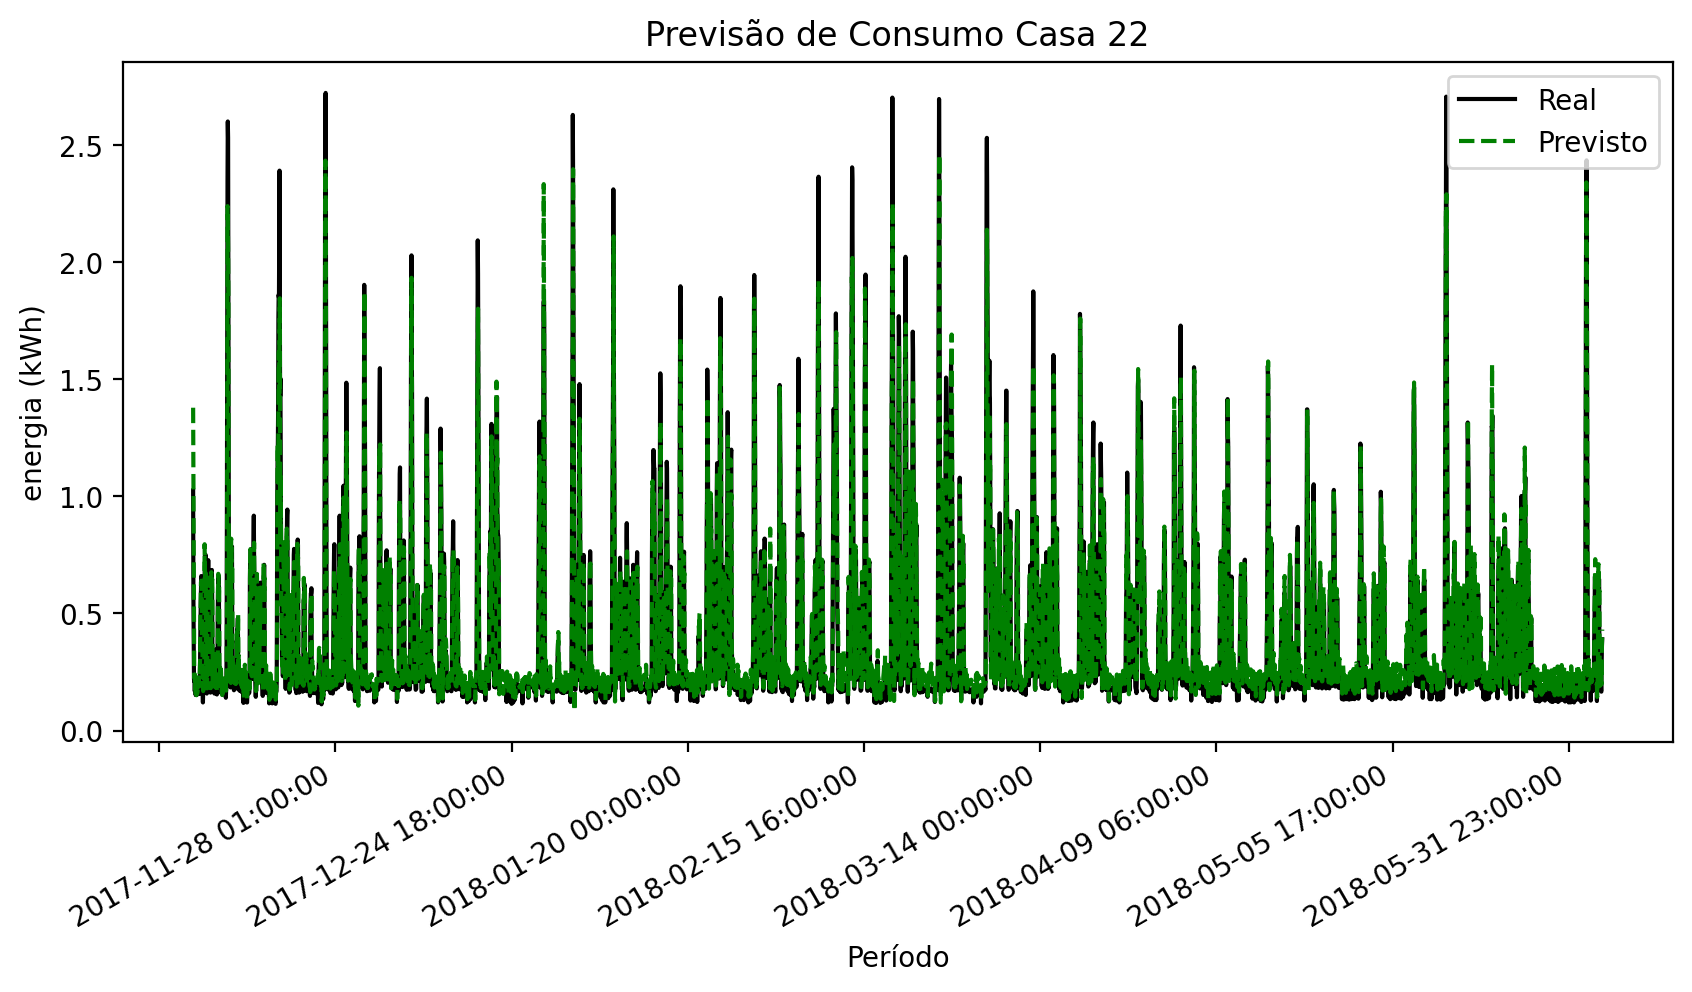 Previsão de Consumo Casa 22
Real
Previsto
energia (kWh)
2.5
2.0
1.5
1.0
0.5
0.0
2017-11-28 01:00:00
2017-12-24 18:00:00
2018-01-20 00:00:00
2018-02-15 16:00:00
2018-03-14 00:00:00
2018-04-09 06:00:00
2018-05-05 17:00:00
2018-05-31 23:00:00
Período